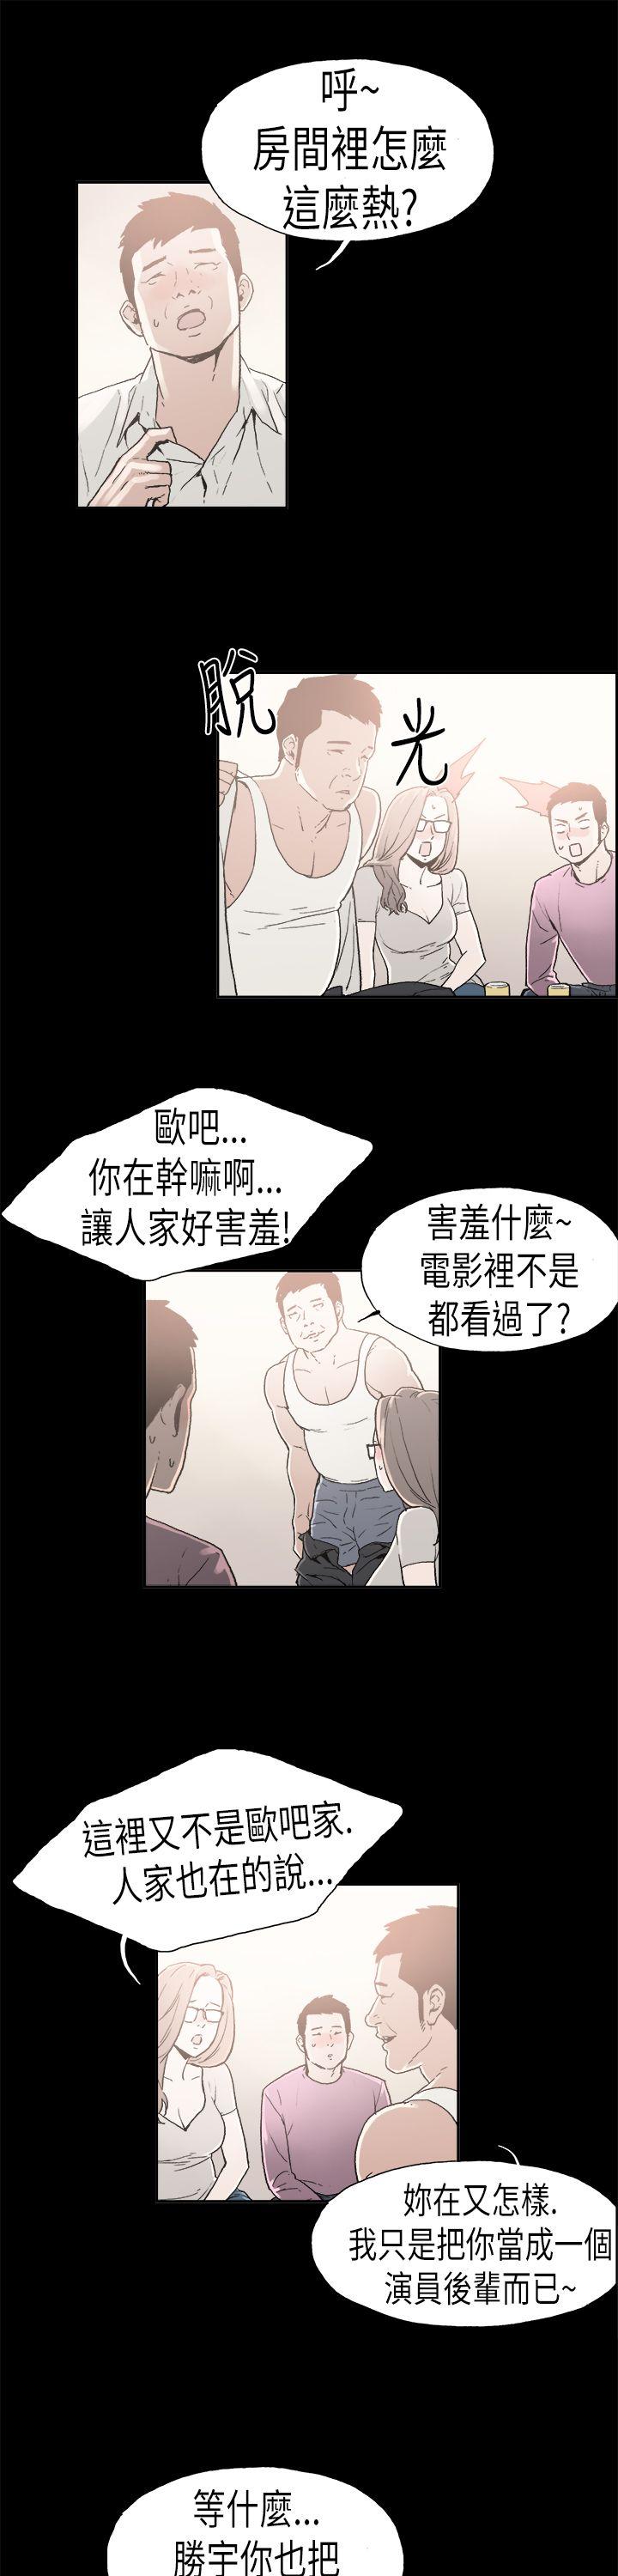 呼~
房間裡怎麼
這麼熱?
脫
光
歐吧...
你在幹嘛啊...
讓人家好害羞!
害羞什麼~
電影裡不是
都看過了?
這裡又不是歐吧家.
人家也在的說...
妳在又怎樣.
我只是把你當成一個
演員後輩而已~
等什麼...
勝宇你也把